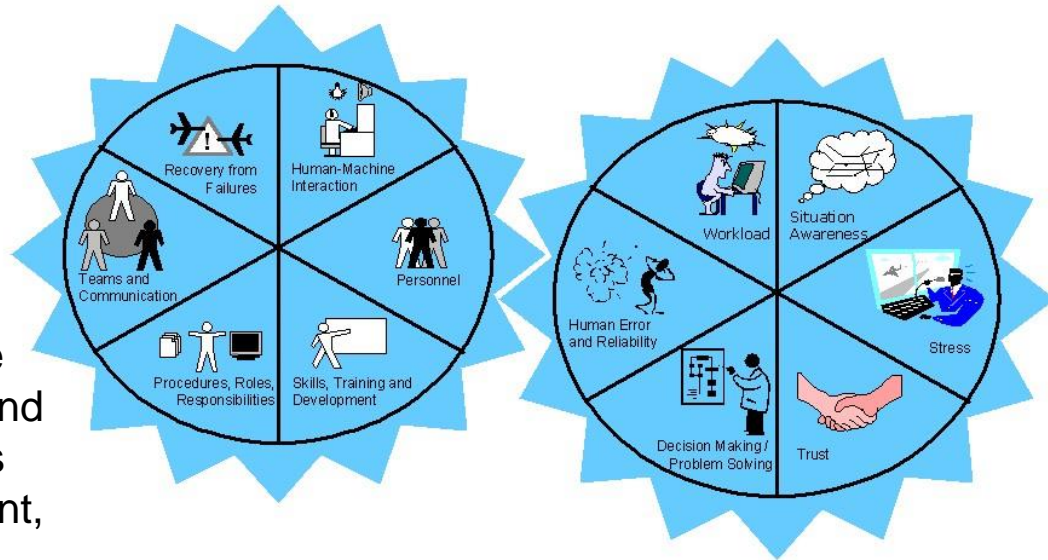 Recovery from
Failures
Human-Machine
Interaction
Teams and
Communication
Personnel
Procedures, Roles,
Responsibilities
Skills, Training and
Development
Workload
Situation
Awareness
Human Error
and Reliability
Stress
Decision Making /
Problem Solving
Trust
!